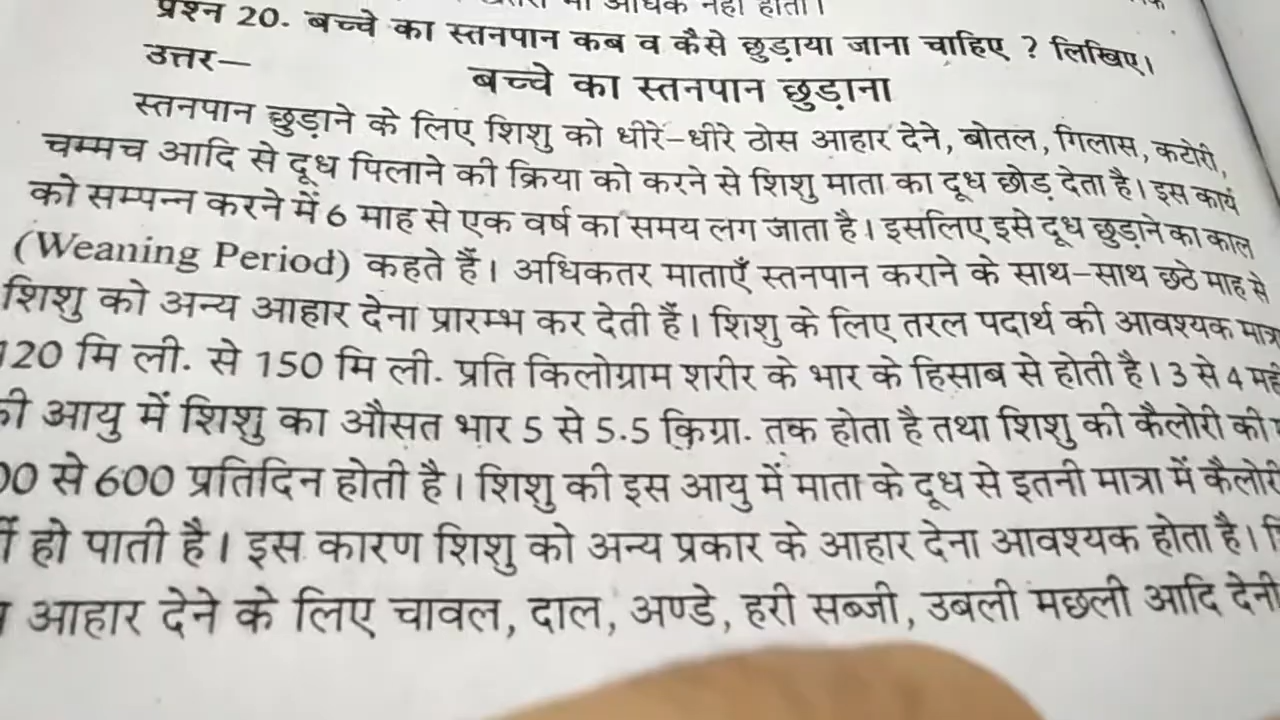 अधिक नहीं होता।
प्रश्न 20. बच्चे का स्तनपान कब व कैसे छुड़ाया जाना चाहिए ? लिखिए।
उत्तर—
बच्चे का स्तनपान छुड़ाना
स्तनपान छुड़ाने के लिए शिशु को धीरे-धीरे ठोस आहार देने, बोतल, गिलास, कटोरी,
चम्मच आदि से दूध पिलाने की क्रिया को करने से शिशु माता का दूध छोड़ देता है। इस कार्य
को सम्पन्न करने में 6 माह से एक वर्ष का समय लग जाता है। इसलिए इसे दूध छुड़ाने का काल
(Weaning Period) कहते हैं। अधिकतर माताएँ स्तनपान कराने के साथ-साथ छठे माह से
शिशु को अन्य आहार देना प्रारम्भ कर देती हैं। शिशु के लिए तरल पदार्थ की आवश्यक
120 मि ली. से 150 मि ली. प्रति किलोग्राम शरीर के भार के हिसाब से होती है। 3 से 4
की आयु में शिशु का औसत भार 5 से 5.5 किग्रा. तक होता है तथा शिशु की कैलोरी की
से 600 प्रतिदिन होती है। शिशु की इस आयु में माता के दूध से इतनी मात्रा में कैलोरी
हो पाती है। इस कारण शिशु को अन्य प्रकार के आहार देना आवश्यक होता है।
आहार देने के लिए चावल, दाल, अण्डे, हरी सब्जी, उबली मछली आदि देनी